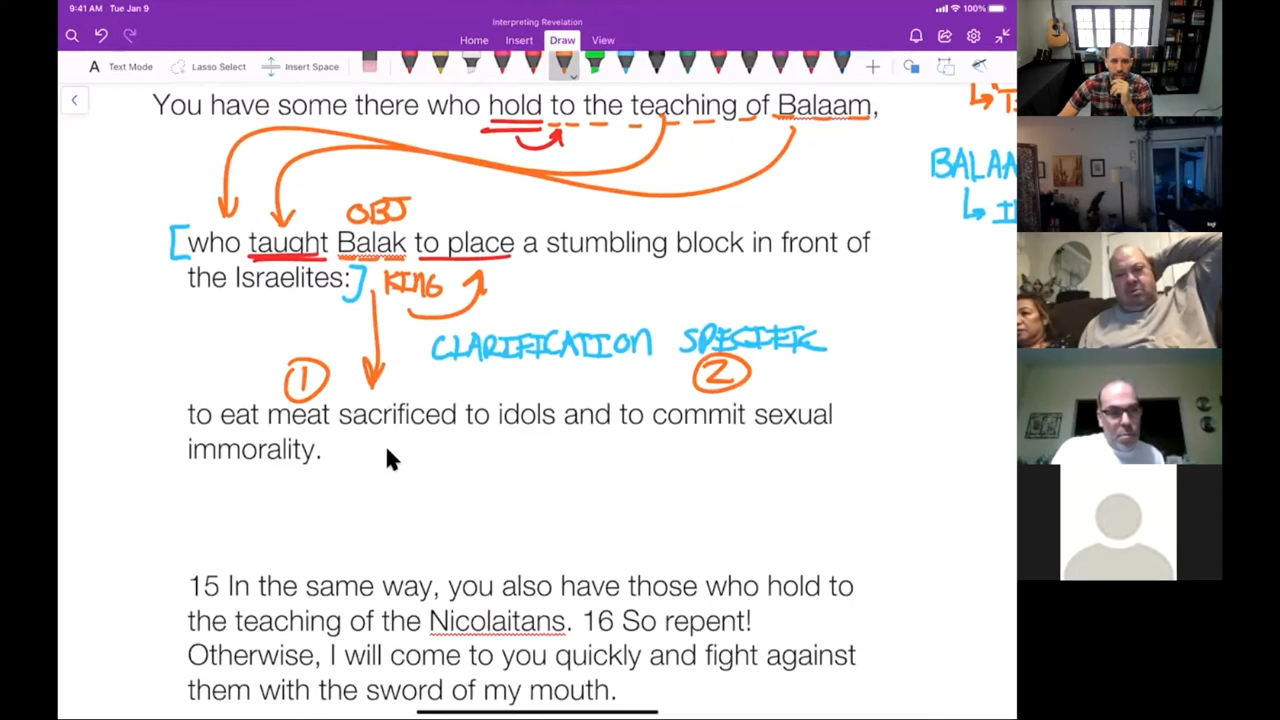 9:41 AM Tue Jan 9
100%
Interpreting Revelation
Home Insert Draw View
A Text Mode Lasso Select Insert Space
You have some there who hold to the teaching of Balaam,
BALAA
OBJ
[who taught Balak to place a stumbling block in front of
the Israelites:] KING
CLARIFICATION SPECIFIC
1 2
to eat meat sacrificed to idols and to commit sexual
immorality.
15 In the same way, you also have those who hold to
the teaching of the Nicolaitans. 16 So repent!
Otherwise, I will come to you quickly and fight against
them with the sword of my mouth.